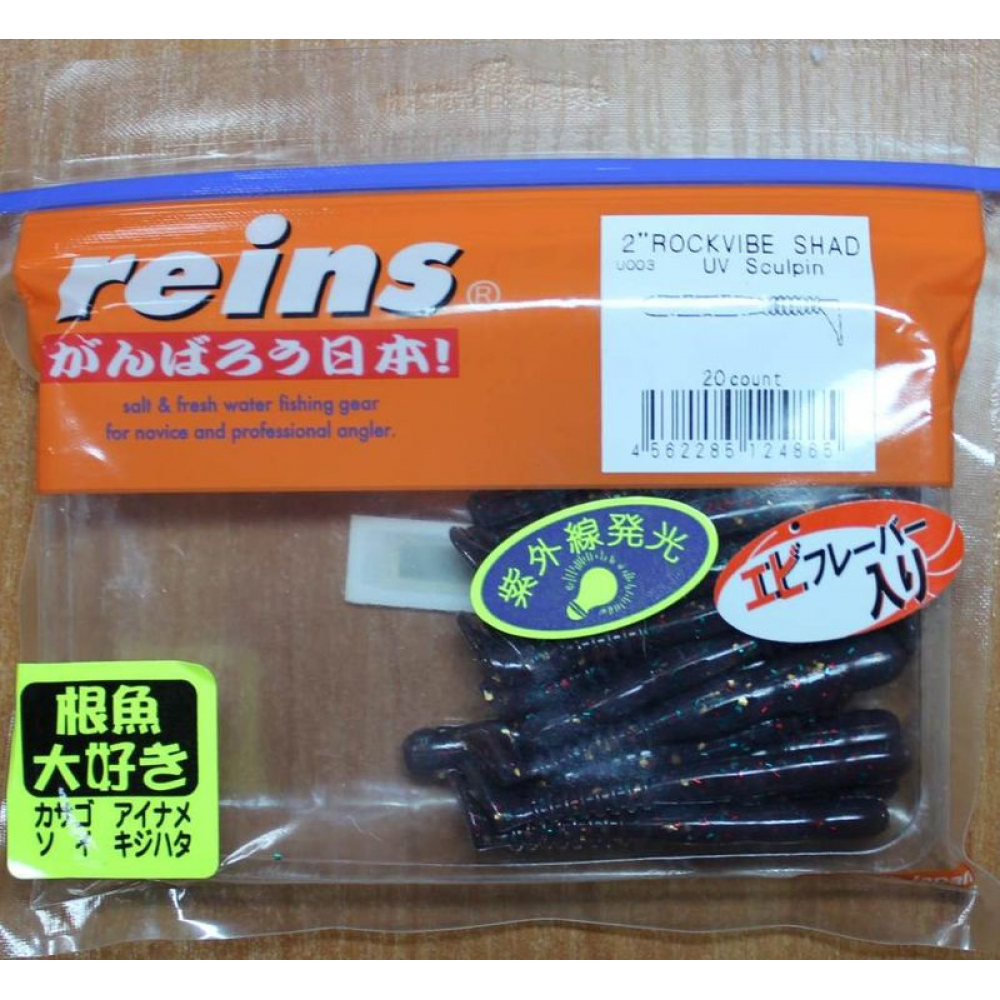 reins®
がんばろう日本!
salt & fresh water fishing gear
for novice and professional angler.
2"ROCKVIBE SHAD
U003 UV Sculpin
20count
4 562285 124865
紫外線発光
エビフレーバー
入り
根魚
大好き
カサゴ アイナメ
ソイ キジハタ